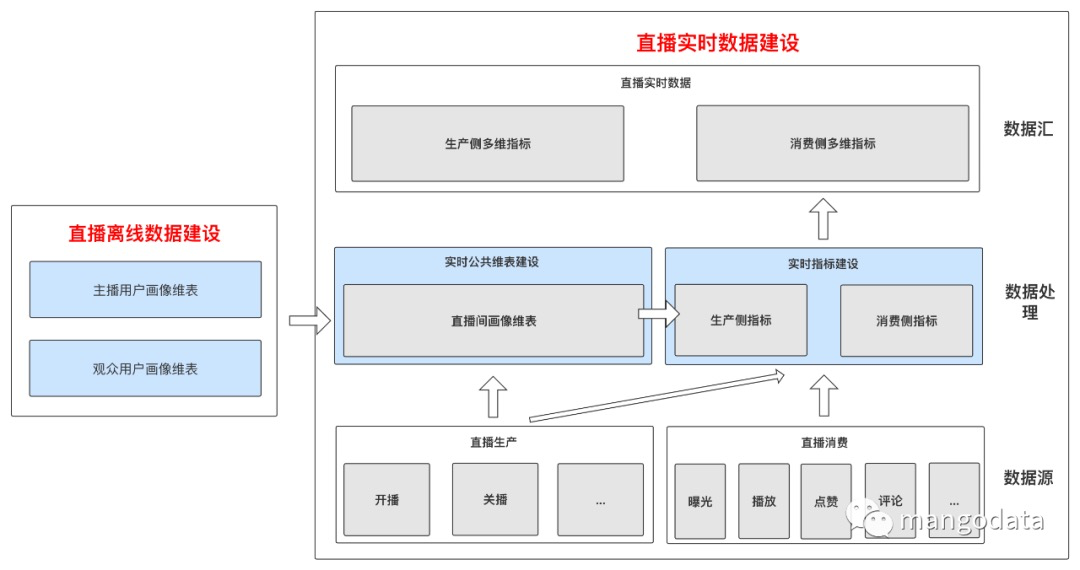 直播实时数据建设
直播实时数据
生产侧多维指标
消费侧多维指标
数据汇
直播离线数据建设
主播用户画像维表
观众用户画像维表
实时公共维表建设
直播间画像维表
实时指标建设
生产侧指标
消费侧指标
数据处
理
直播生产
开播
关播
...
直播消费
曝光
播放
点赞
评论
...
数据源
mangodata